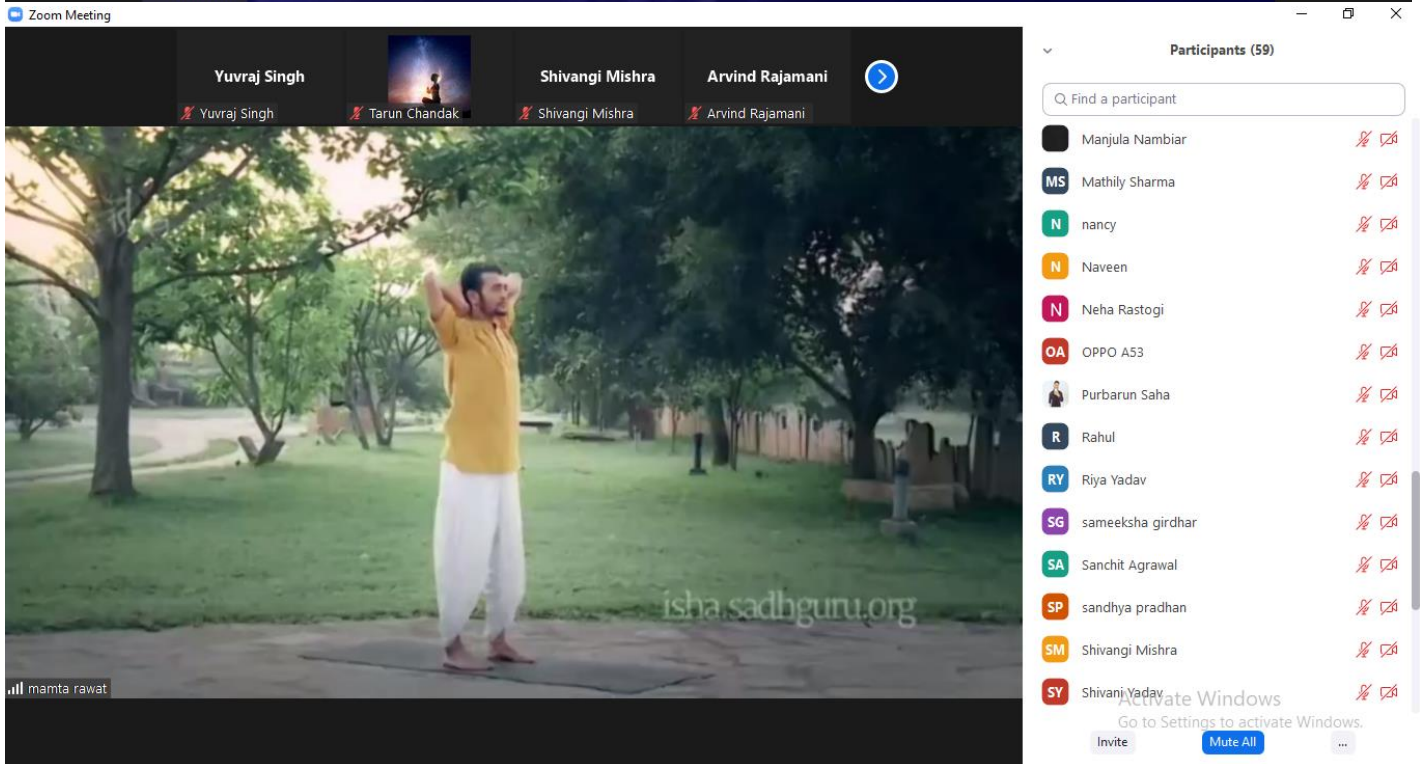 Zoom Meeting
Yuvraj Singh
Shivangi Mishra
Arvind Rajamani
Yuvraj Singh
Tarun Chandak
Shivangi Mishra
Arvind Rajamani
isha.sadhguru.org
mamta rawat
Participants (59)
Find a participant
Manjula Nambiar
MS Mathily Sharma
N nancy
N Naveen
N Neha Rastogi
OA OPPO A53
Purbarun Saha
R Rahul
RY Riya Yadav
SG sameeksha girdhar
SA Sanchit Agrawal
SP sandhya pradhan
SM Shivangi Mishra
SY Shivani Yadav
Activate Windows
Go to Settings to activate Windows.
Invite
Mute All
...